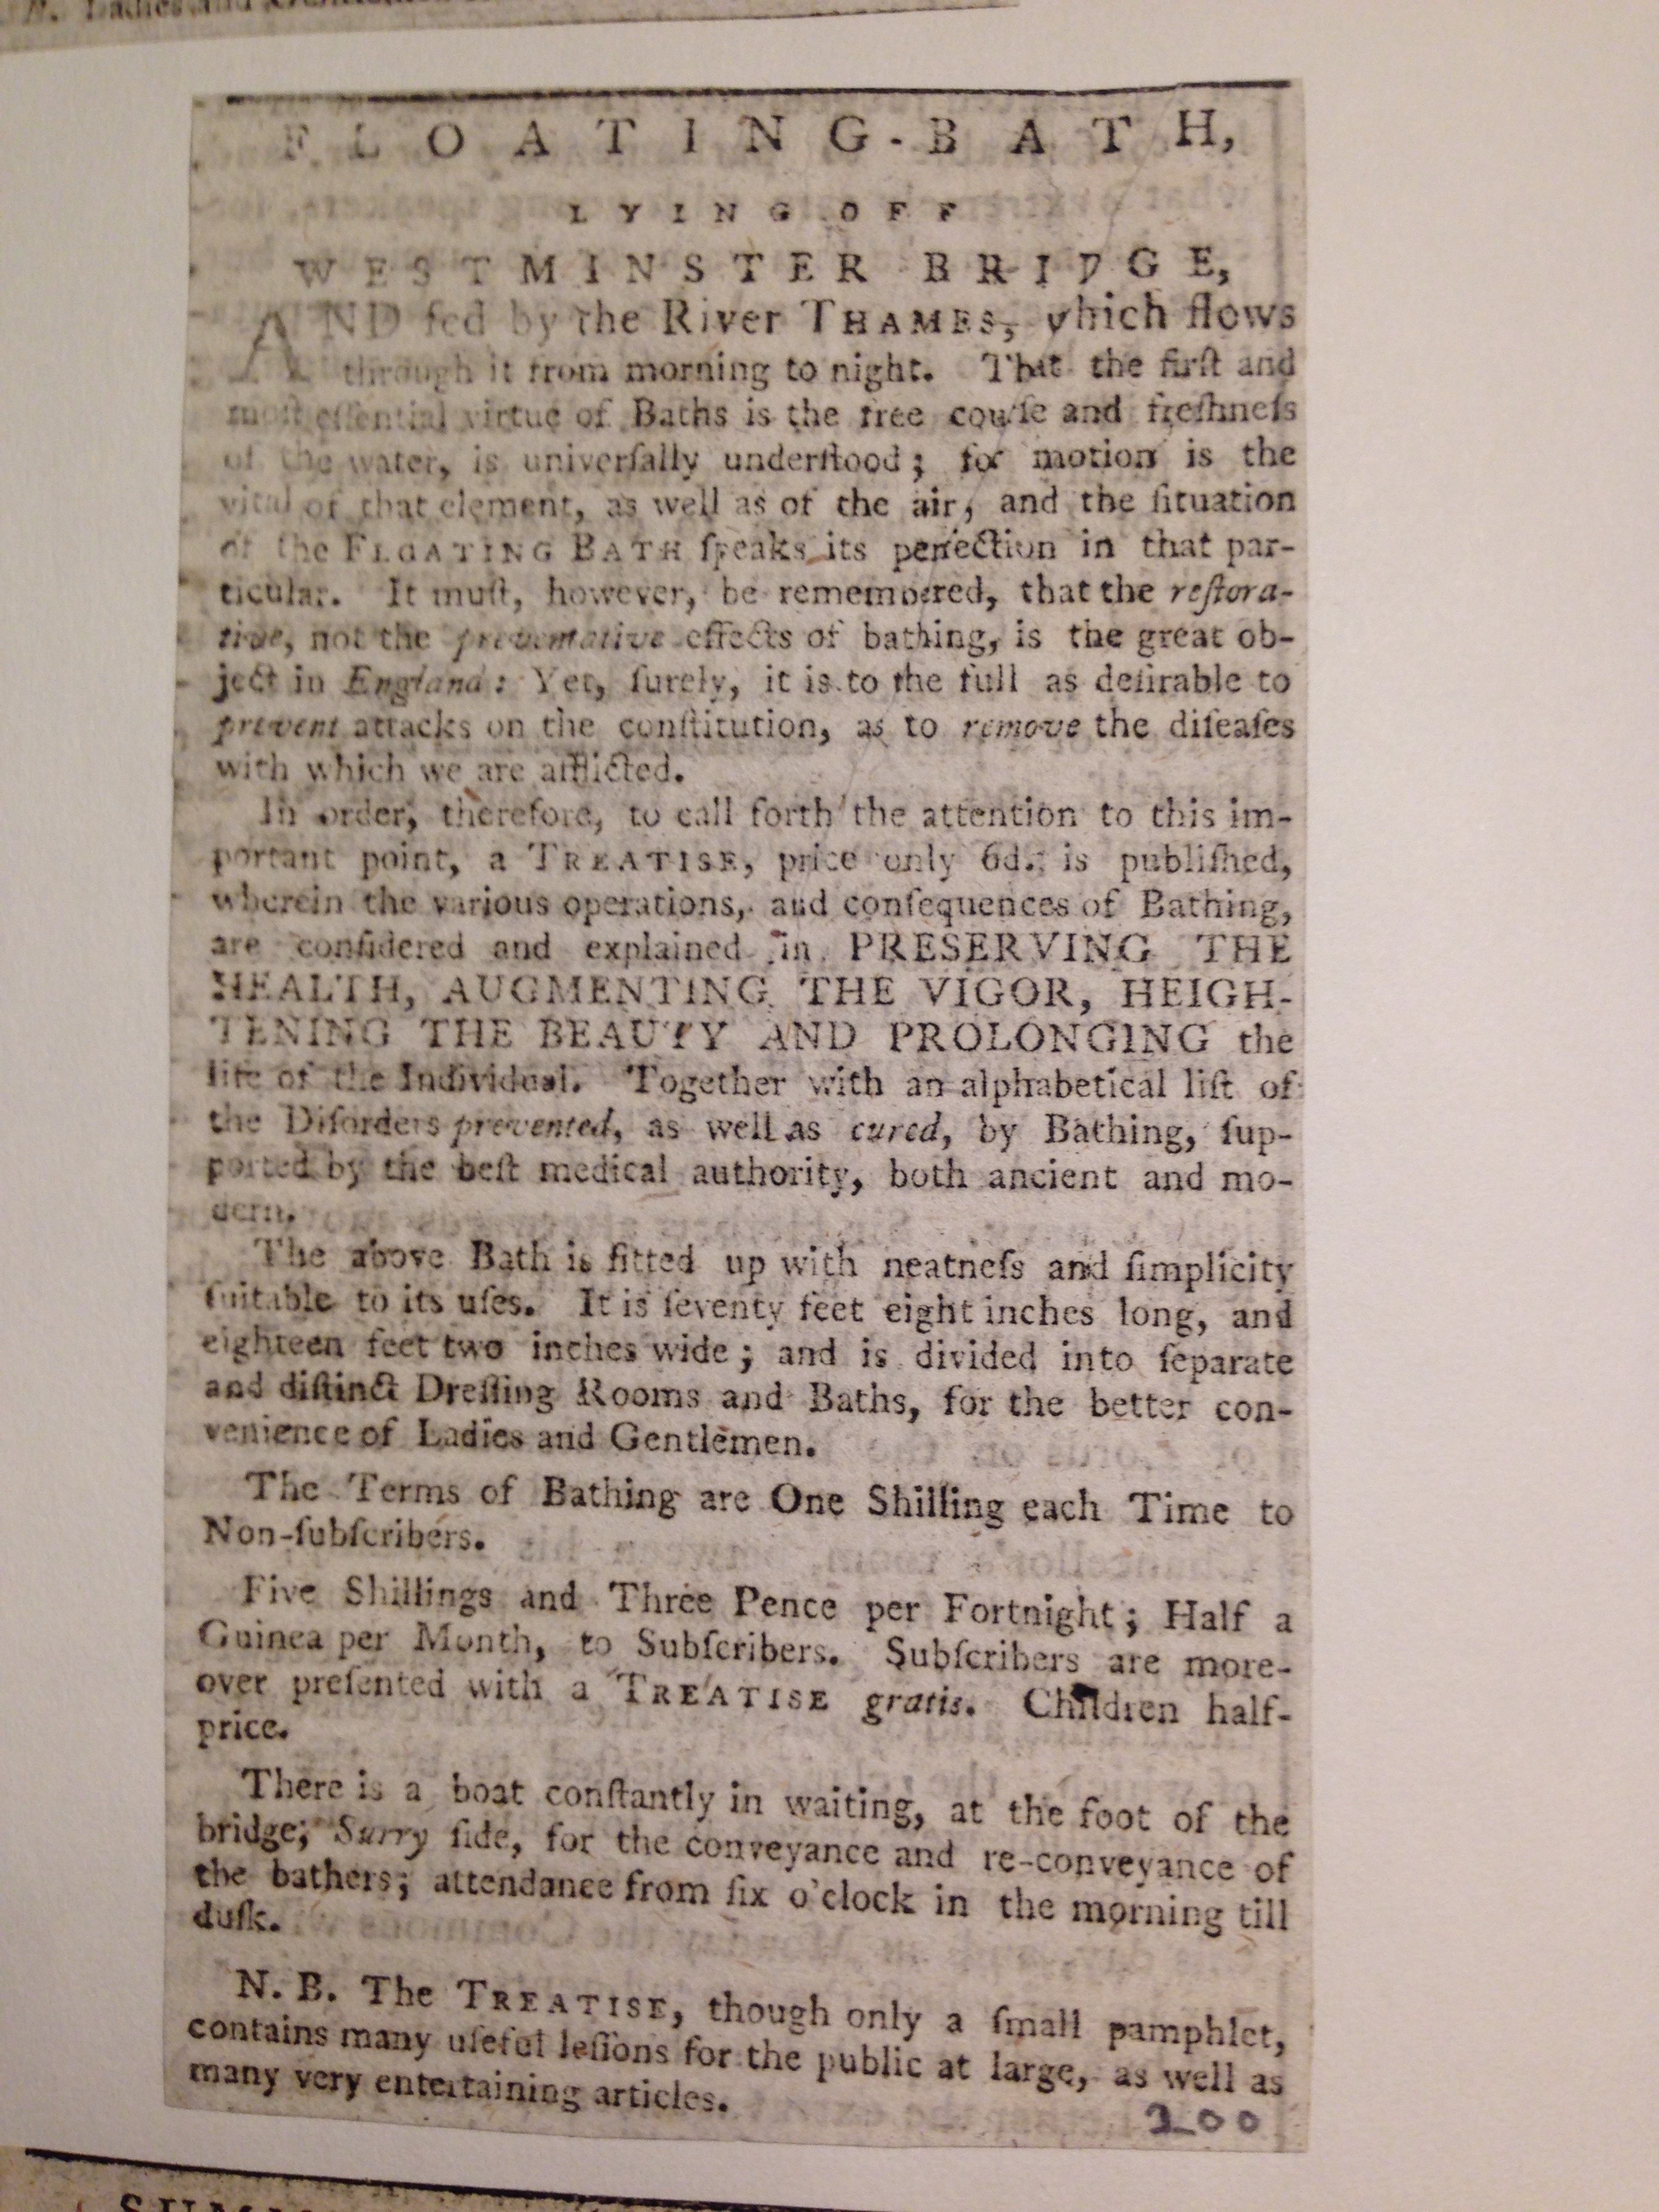 FLOATING-BATH,
LYING OFF
WESTMINSTER BRIDGE,
AND fed by the River THAMES, which flows
through it from morning to night. That the firſt and
moſt eſſential virtue of Baths is the free courſe and freſhneſs
of the water, is univerſally underſtood; for motion is the
vital of that element, as well as of the air, and the ſituation
of the FLOATING BATH ſpeaks its perfection in that par-
ticular. It muſt, however, be remembered, that the reſtora-
tive, not the preventative effects of bathing, is the great ob-
ject in England: Yet, ſurely, it is to the full as deſirable to
prevent attacks on the conſtitution, as to remove the diſeaſes
with which we are afflicted.
In order, therefore, to call forth the attention to this im-
portant point, a TREATISE, price only 6d. is publiſhed,
wherein the various operations, and conſequences of Bathing,
are conſidered and explained in PRESERVING THE
HEALTH, AUGMENTING THE VIGOR, HEIGH-
TENING THE BEAUTY AND PROLONGING the
life of the Individual. Together with an alphabetical liſt of
the Diſorders prevented, as well as cured, by Bathing, ſup-
ported by the beſt medical authority, both ancient and mo-
dern.
The above Bath is fitted up with neatneſs and ſimplicity
ſuitable to its uſes. It is ſeventy feet eight inches long, and
eighteen feet two inches wide; and is divided into ſeparate
and diſtinct Dreſſing Rooms and Baths, for the better con-
venience of Ladies and Gentlemen.
The Terms of Bathing are One Shilling each Time to
Non-ſubſcribers.
Five Shillings and Three Pence per Fortnight; Half a
Guinea per Month, to Subſcribers. Subſcribers are more-
over preſented with a TREATISE gratis. Children half-
price.
There is a boat conſtantly in waiting, at the foot of the
bridge; Surry ſide, for the conveyance and re-conveyance of
the bathers; attendance from ſix o'clock in the morning till
duſk.
N. B. The TREATISE, though only a ſmall pamphlet,
contains many uſeful leſſons for the public at large, as well as
many very entertaining articles.
200